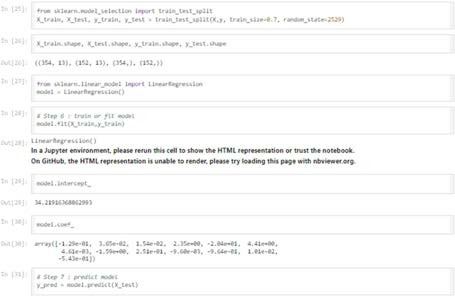 In [25]:
from sklearn.model_selection import train_test_split
X_train, X_test, y_train, y_test = train_test_split(X,y, train_size=0.7, random_state=2529)
In [26]:
X_train.shape, X_test.shape, y_train.shape, y_test.shape
Out[26]: ((354, 13), (152, 13), (354,), (152,))
In [27]:
from sklearn.linear_model import LinearRegression
model = LinearRegression()
In [28]:
# Step 6 : train or fit model
model.fit(X_train,y_train)
Out[28]: LinearRegression()
In a Jupyter environment, please rerun this cell to show the HTML representation or trust the notebook.
On GitHub, the HTML representation is unable to render, please try loading this page with nbviewer.org.
In [29]:
model.intercept_
Out[29]: 34.21916368862993
In [30]:
model.coef_
Out[30]: array([-1.29e-01, 3.65e-02, 1.54e-02, 2.35e+00, -2.04e+01, 4.41e+00,
4.61e-03, -1.59e+00, 2.51e-01, -9.60e-03, -9.64e-01, 1.01e-02,
-5.43e-01])
In [31]:
# Step 7 : predict model
y_pred = model.predict(X_test)